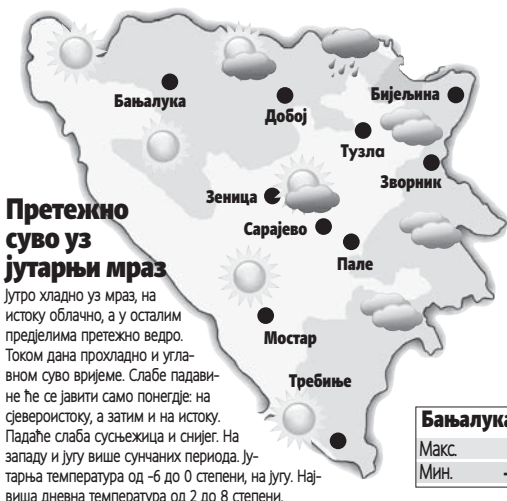 Бањалука
Добој
Бијељина
Тузла
Зворник
Зеница
Сарајево
Пале
Мостар
Требиње
Претежно
суво уз
јутарњи мраз
Јутро хладно уз мраз, на
истоку облачно, а у осталим
предјелима претежно ведро.
Током дана прохладно и угла-
вном суво вријеме. Слабе падави-
не ће се јавити само понегдје: на
сјевероистоку, а затим и на истоку.
Падаће слаба сусњежица и снијег. На
западу и југу више сунчаних периода. Ју-
тарња температура од -6 до 0 степени, на југу. Нај-
виша дневна температура од 2 до 8 степени.
Бањалука
Макс.
Мин. -